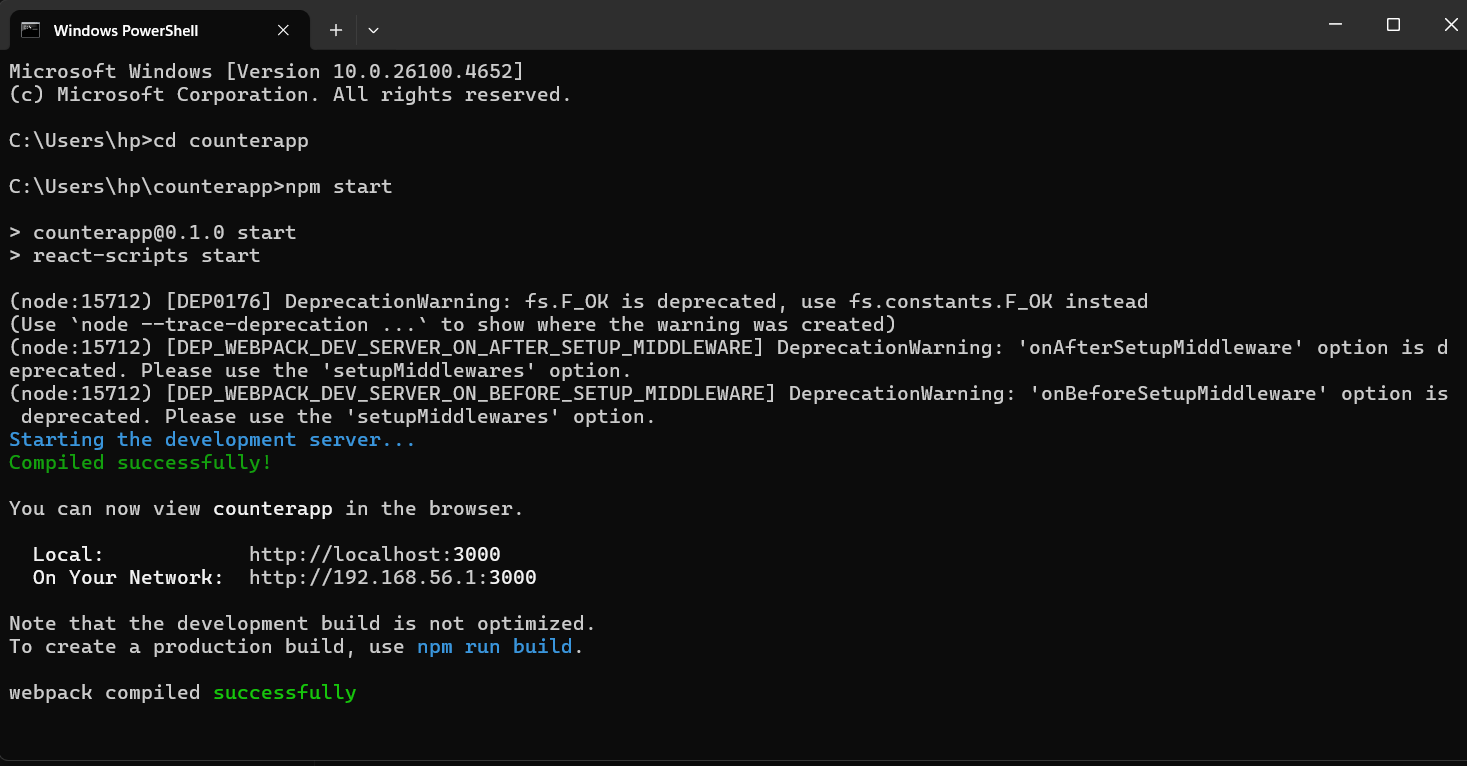 Windows PowerShell
Microsoft Windows [Version 10.0.26100.4652]
(c) Microsoft Corporation. All rights reserved.
C:\Users\hp>cd counterapp
C:\Users\hp\counterapp>npm start
> counterapp@0.1.0 start
> react-scripts start
(node:15712) [DEP0176] DeprecationWarning: fs.F_OK is deprecated, use fs.constants.F_OK instead
(Use `node --trace-deprecation ...` to show where the warning was created)
(node:15712) [DEP_WEBPACK_DEV_SERVER_ON_AFTER_SETUP_MIDDLEWARE] DeprecationWarning: 'onAfterSetupMiddleware' option is d
eprecated. Please use the 'setupMiddlewares' option.
(node:15712) [DEP_WEBPACK_DEV_SERVER_ON_BEFORE_SETUP_MIDDLEWARE] DeprecationWarning: 'onBeforeSetupMiddleware' option is
 deprecated. Please use the 'setupMiddlewares' option.
Starting the development server...
Compiled successfully!
You can now view counterapp in the browser.
  Local:            http://localhost:3000
  On Your Network:  http://192.168.56.1:3000
Note that the development build is not optimized.
To create a production build, use npm run build.
webpack compiled successfully